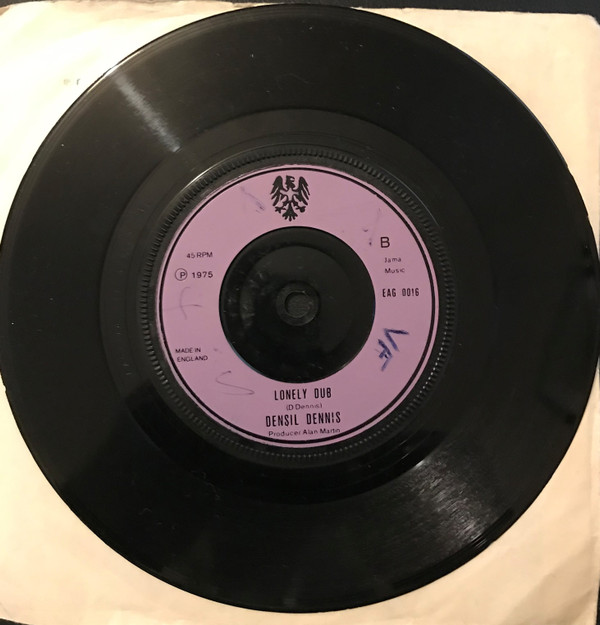 45 RPM
Ⓟ 1975
B
Jama
Music
EAG 0016
MADE IN
ENGLAND
LONELY DUB
(D.Dennis)
DENSIL DENNIS
Producer Alan Martin